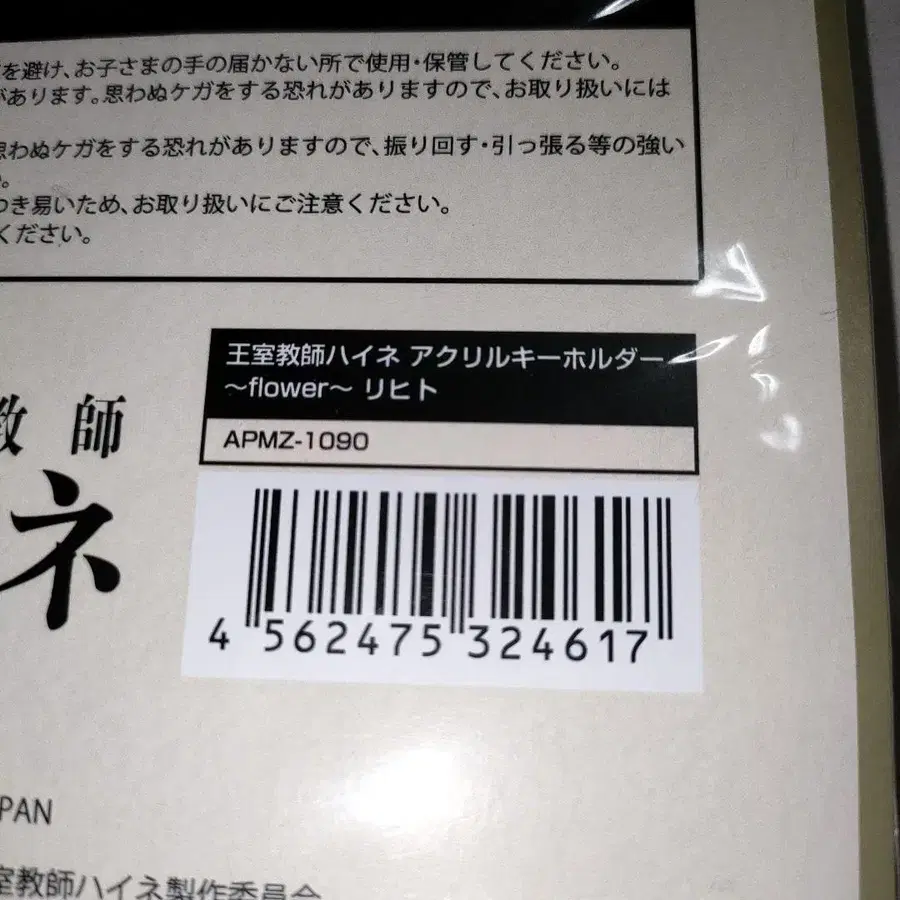 を避け、お子さまの手の届かない所で使用・保管してください。
があります。思わぬケガをする恐れがありますので、お取り扱いには
思わぬケガをする恐れがありますので、振り回す・引っ張る等の強い
。
つき易いため、お取り扱いにご注意ください。
ください。
王室教師ハイネ アクリルキーホルダー
～flower～ リヒト
APMZ-1090
教師
ネ
4 562475 324617
PAN
室教師ハイネ製作委員会